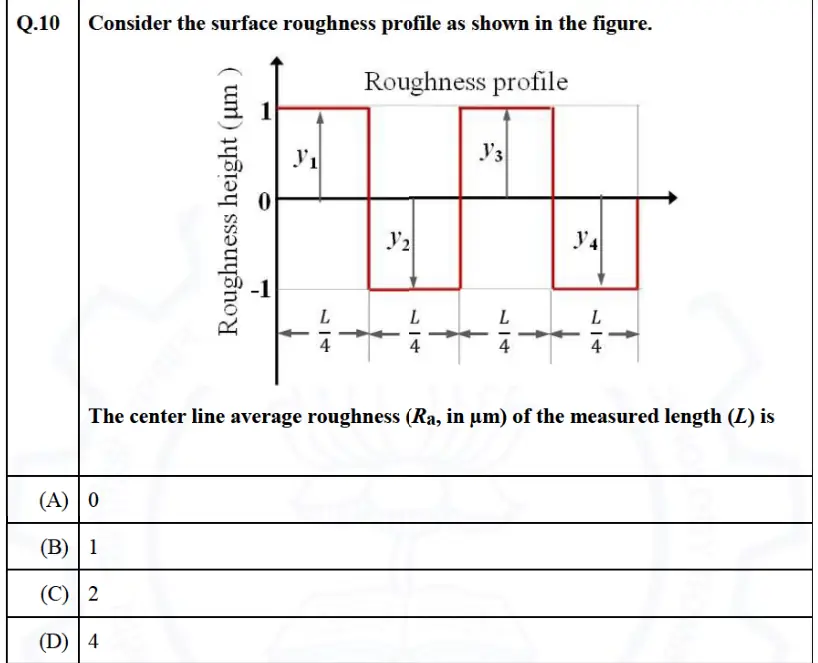 Q.10 Consider the surface roughness profile as shown in the figure.
Roughness profile
Roughness height (μm )
1
0
-1
y1
y2
y3
y4
L/4 L/4 L/4 L/4
The center line average roughness (Ra, in μm) of the measured length (L) is
(A) 0
(B) 1
(C) 2
(D) 4